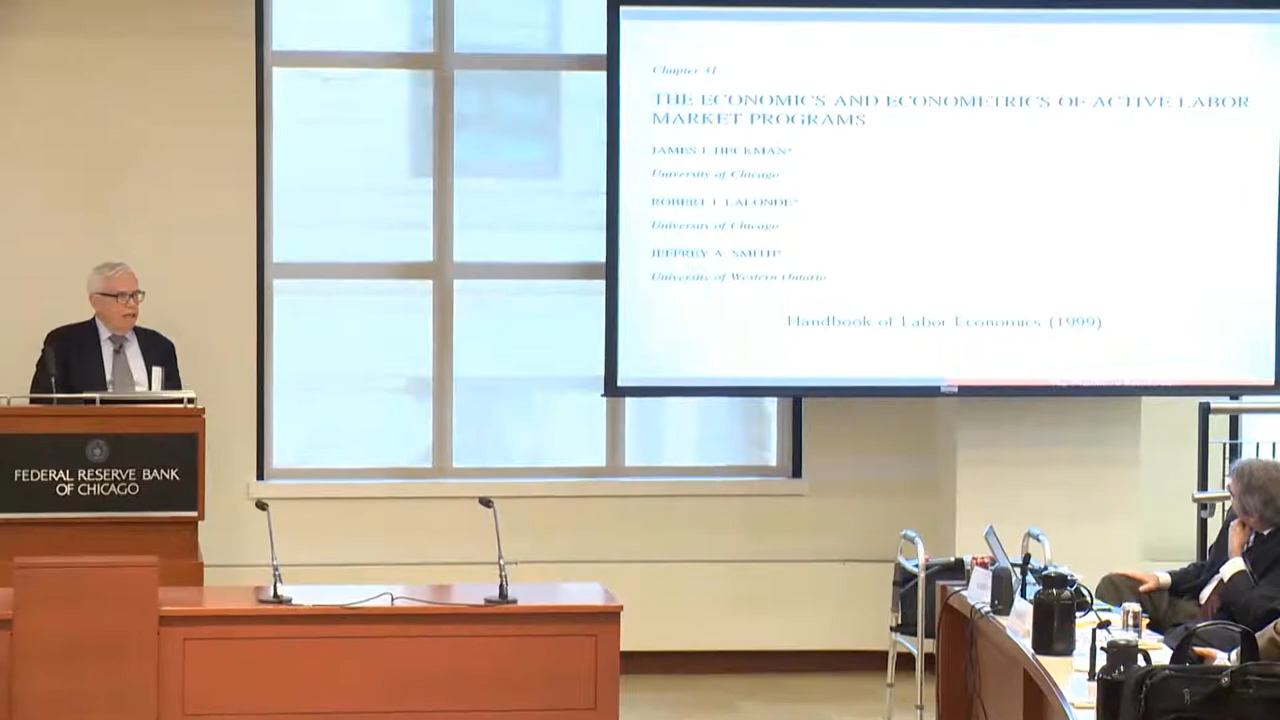 Chapter 31
THE ECONOMICS AND ECONOMETRICS OF ACTIVE LABOR
MARKET PROGRAMS
JAMES J. HECKMAN*
University of Chicago
ROBERT J. LALONDE*
University of Chicago
JEFFREY A. SMITH*
University of Western Ontario
Handbook of Labor Economics (1999)
FEDERAL RESERVE BANK
OF CHICAGO